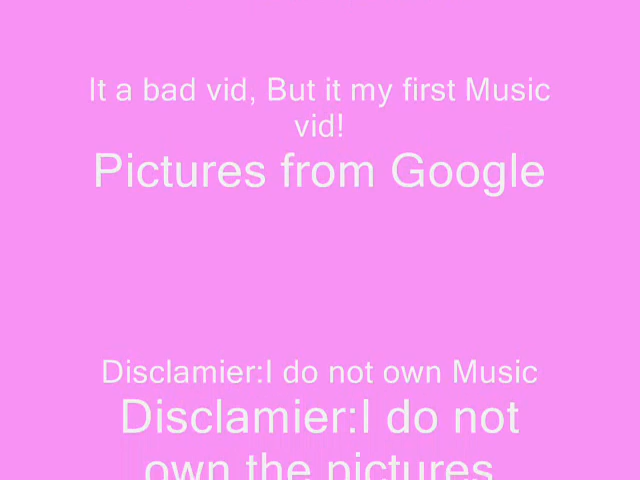 It a bad vid, But it my first Music
vid!
Pictures from Google
Disclamier:I do not own Music
Disclamier:I do not
own the pictures